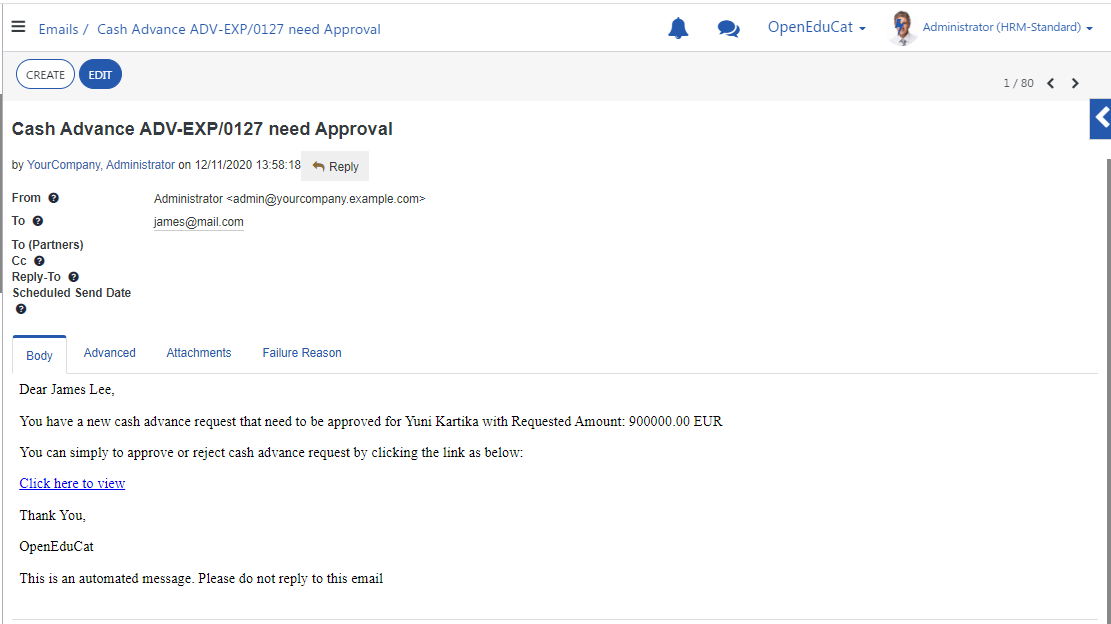 Emails / Cash Advance ADV-EXP/0127 need Approval
OpenEduCat
Administrator (HRM-Standard)
CREATE
EDIT
1 / 80
Cash Advance ADV-EXP/0127 need Approval
by YourCompany, Administrator on 12/11/2020 13:58:18
Reply
From
Administrator <admin@yourcompany.example.com>
To
james@mail.com
To (Partners)
Cc
Reply-To
Scheduled Send Date
Body
Advanced
Attachments
Failure Reason
Dear James Lee,
You have a new cash advance request that need to be approved for Yuni Kartika with Requested Amount: 900000.00 EUR
You can simply to approve or reject cash advance request by clicking the link as below:
Click here to view
Thank You,
OpenEduCat
This is an automated message. Please do not reply to this email